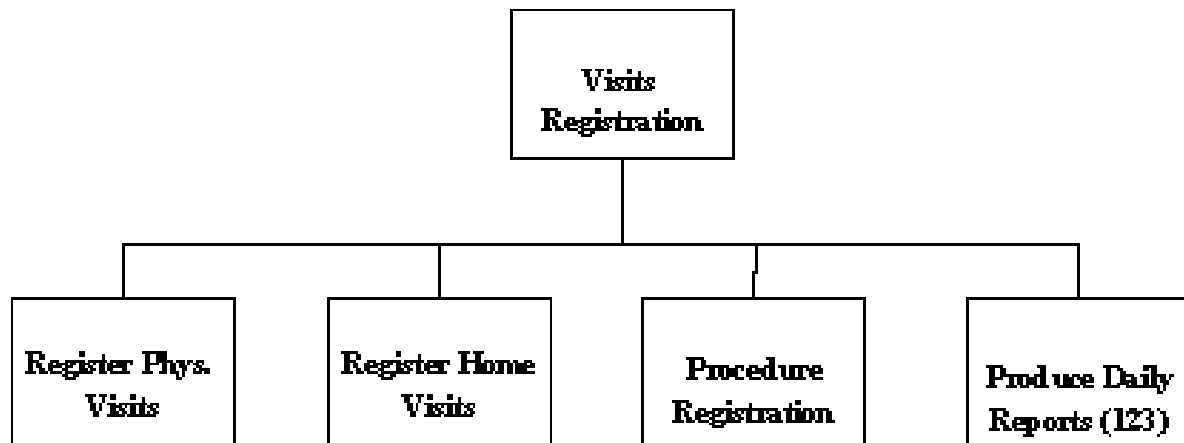 Visits
Registration
Register Phys.
Visits
Register Home
Visits
Procedure
Registration
Produce Daily
Reports (123)